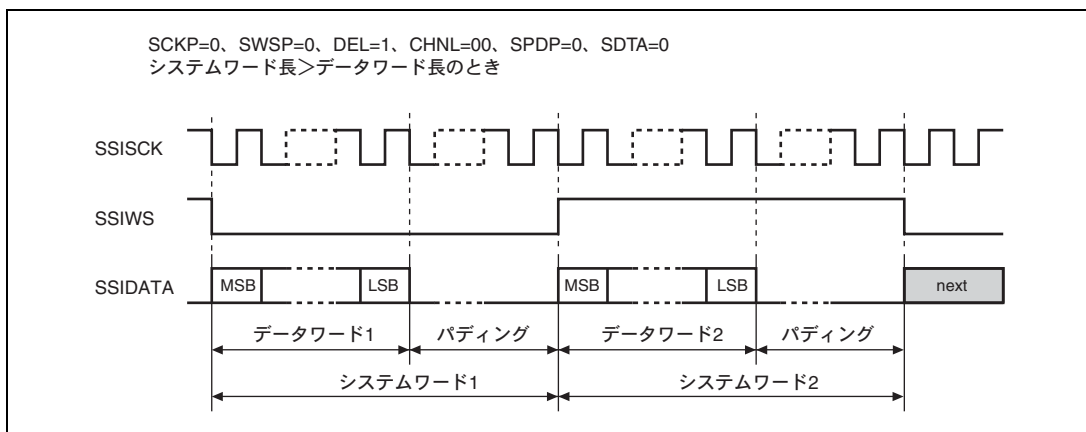 SCKP=0、SWSP=0、DEL=1、CHNL=00、SPDP=0、SDTA=0
システムワード長＞データワード長のとき
SSISCK
SSIWS
SSIDATA
MSB
LSB
MSB
LSB
next
データワード1
パディング
データワード2
パディング
システムワード1
システムワード2